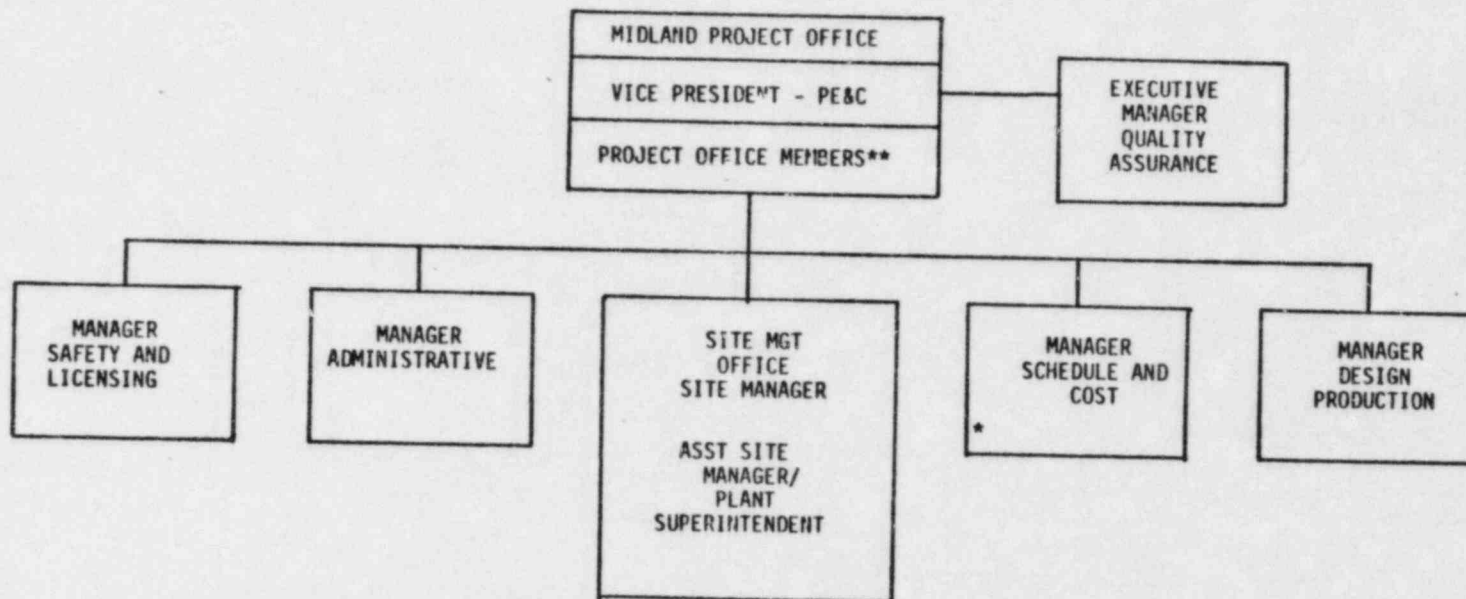 MIDLAND PROJECT OFFICE
VICE PRESIDENT - PE&C
PROJECT OFFICE MEMBERS**
EXECUTIVE
MANAGER
QUALITY
ASSURANCE
MANAGER
SAFETY AND
LICENSING
MANAGER
ADMINISTRATIVE
SITE MGT
OFFICE
SITE MANAGER
ASST SITE
MANAGER/
PLANT
SUPERINTENDENT
MANAGER
SCHEDULE AND
COST
*
MANAGER
DESIGN
PRODUCTION